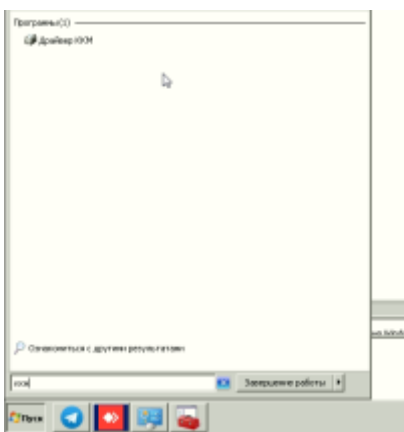 Программы (1)
Драйвер ККМ
Ознакомиться с другими результатами
ккм
Завершение работы
Пуск